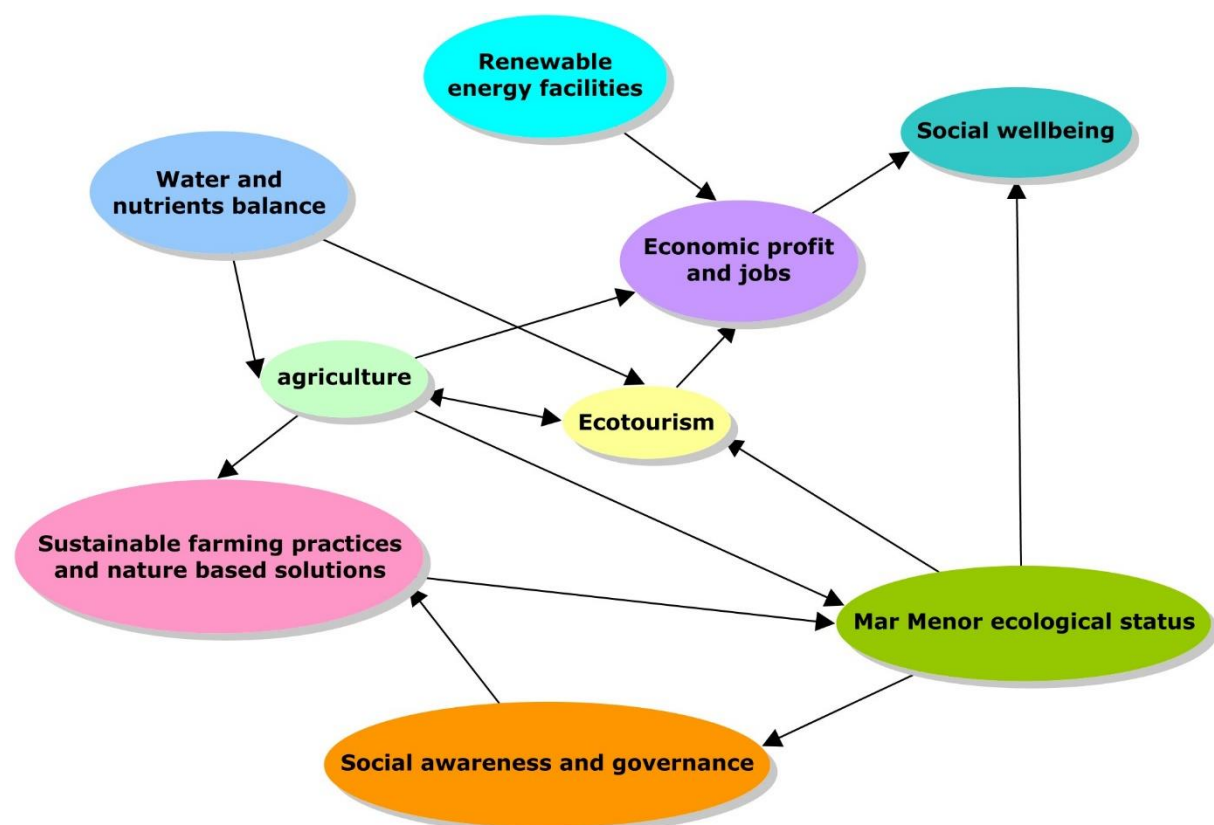 Renewable
energy facilities
Social wellbeing
Water and
nutrients balance
Economic profit
and jobs
agriculture
Ecotourism
Sustainable farming practices
and nature based solutions
Mar Menor ecological status
Social awareness and governance